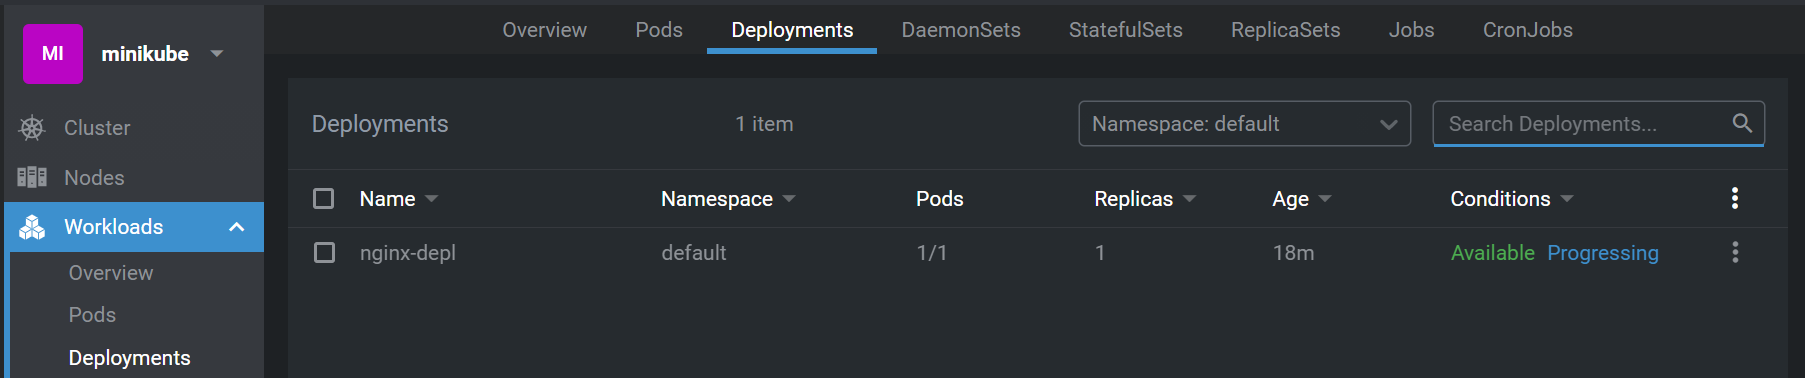 MI minikube
Cluster
Nodes
Workloads
Overview
Pods
Deployments
Overview Pods Deployments DaemonSets StatefulSets ReplicaSets Jobs CronJobs
Deployments 1 item Namespace: default Search Deployments...
Name Namespace Pods Replicas Age Conditions
nginx-depl default 1/1 1 18m Available Progressing